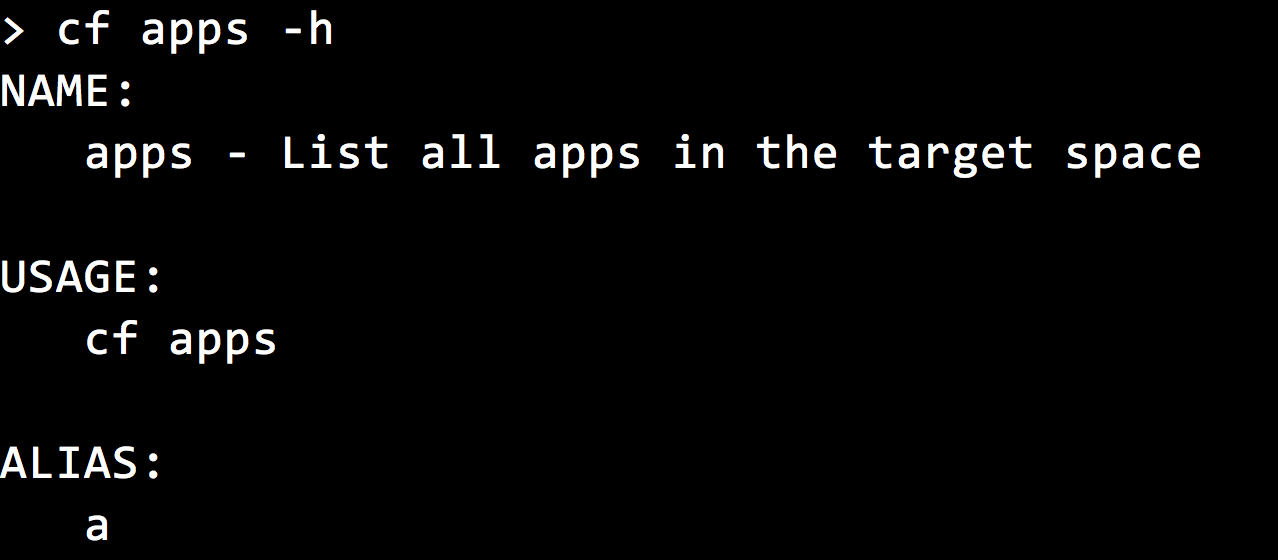 > cf apps -h
NAME:
   apps - List all apps in the target space

USAGE:
   cf apps

ALIAS:
   a